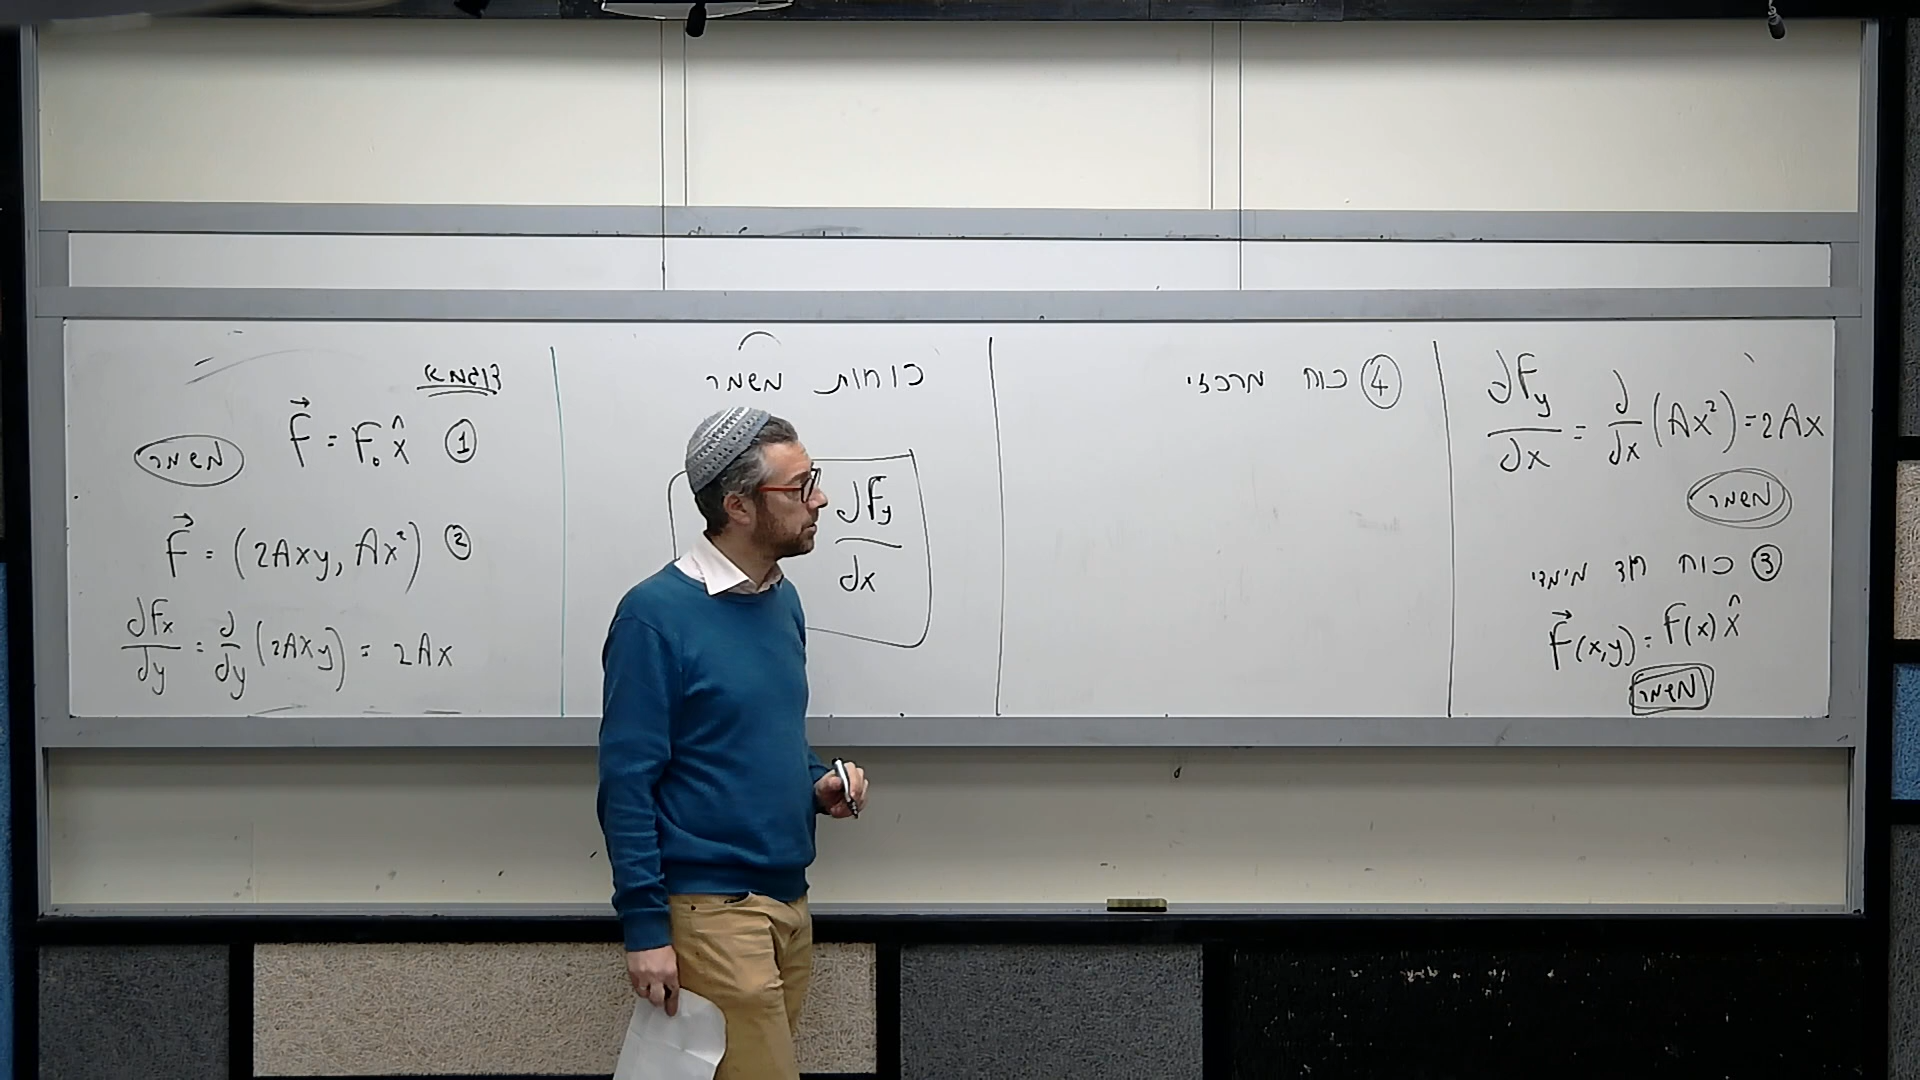 כוחות משמר
∂Fy/∂x
דוגמא
① F⃗ = F₀ x̂ משמר
② F⃗ = (2Axy, Ax²)
∂Fx/∂y = ∂/∂y (2Axy) = 2Ax
∂Fy/∂x = ∂/∂x (Ax²) = 2Ax
משמר
③ כוח חד מימדי
F⃗(x,y) = F(x) x̂
משמר
④ כוח מרכזי